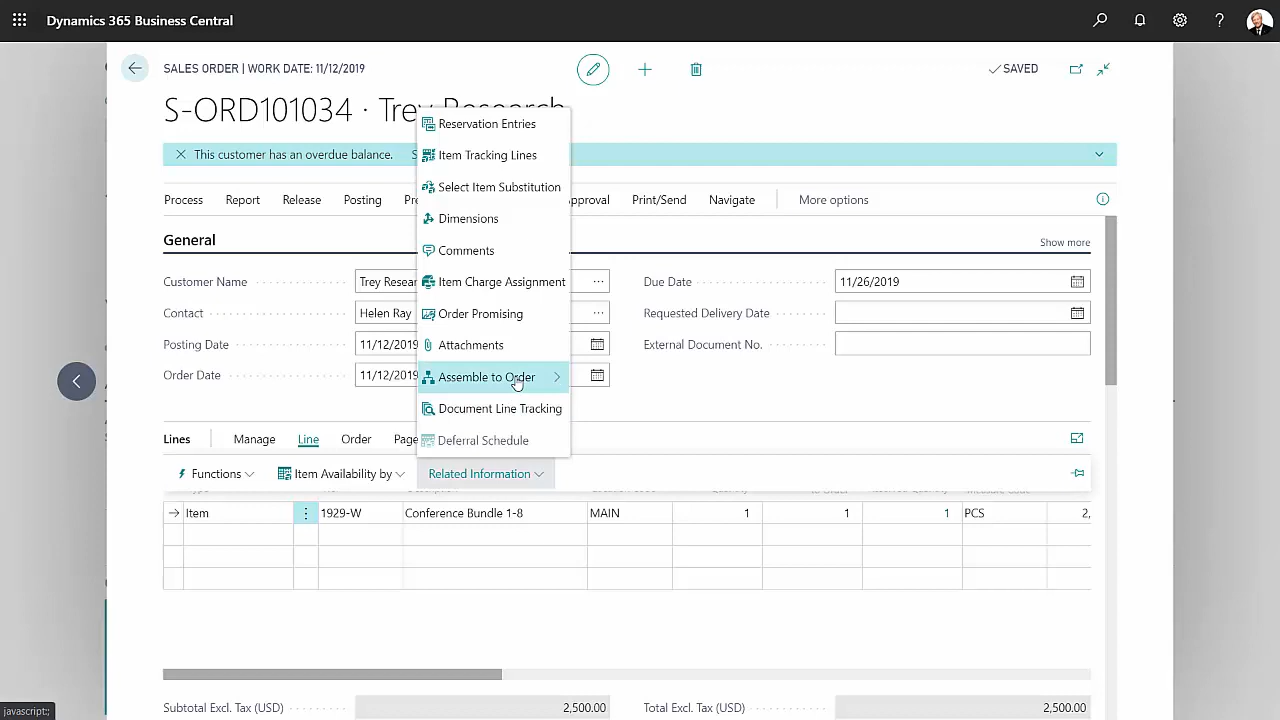 Dynamics 365 Business Central
SALES ORDER | WORK DATE: 11/12/2019
SAVED
S-ORD101034 · Trey Research
This customer has an overdue balance.
Process Report Release Posting Print/Send Navigate More options
General
Show more
Customer Name
Due Date 11/26/2019
Contact Helen Ray
Requested Delivery Date
Posting Date 11/12/2019
External Document No.
Order Date 11/12/2019
Reservation Entries
Item Tracking Lines
Select Item Substitution
Dimensions
Comments
Item Charge Assignment
Order Promising
Attachments
Assemble to Order
Document Line Tracking
Deferral Schedule
Lines Manage Line Order
Functions Item Availability by Related Information
Item 1929-W Conference Bundle 1-8 MAIN 1 1 1 PCS 2,
Subtotal Excl. Tax (USD) 2,500.00 Total Excl. Tax (USD) 2,500.00
javascript:;